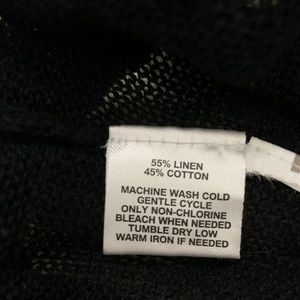 55% LINEN
45% COTTON
MACHINE WASH COLD
GENTLE CYCLE
ONLY NON-CHLORINE
BLEACH WHEN NEEDED
TUMBLE DRY LOW
WARM IRON IF NEEDED